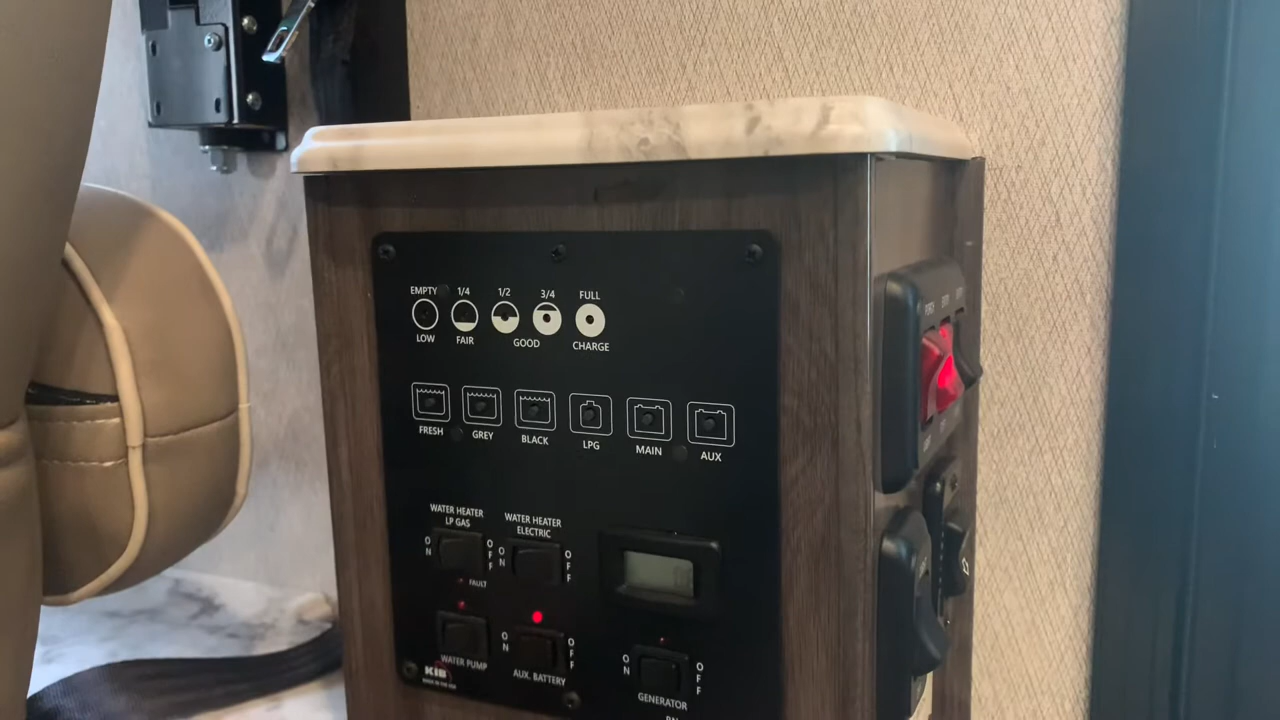 EMPTY 1/4 1/2 3/4 FULL
LOW FAIR GOOD CHARGE
FRESH GREY BLACK LPG MAIN AUX
WATER HEATER
LP GAS
WATER HEATER
ELECTRIC
ON OFF ON OFF
FAULT
WATER PUMP
ON OFF
AUX. BATTERY
ON OFF
GENERATOR
KIB